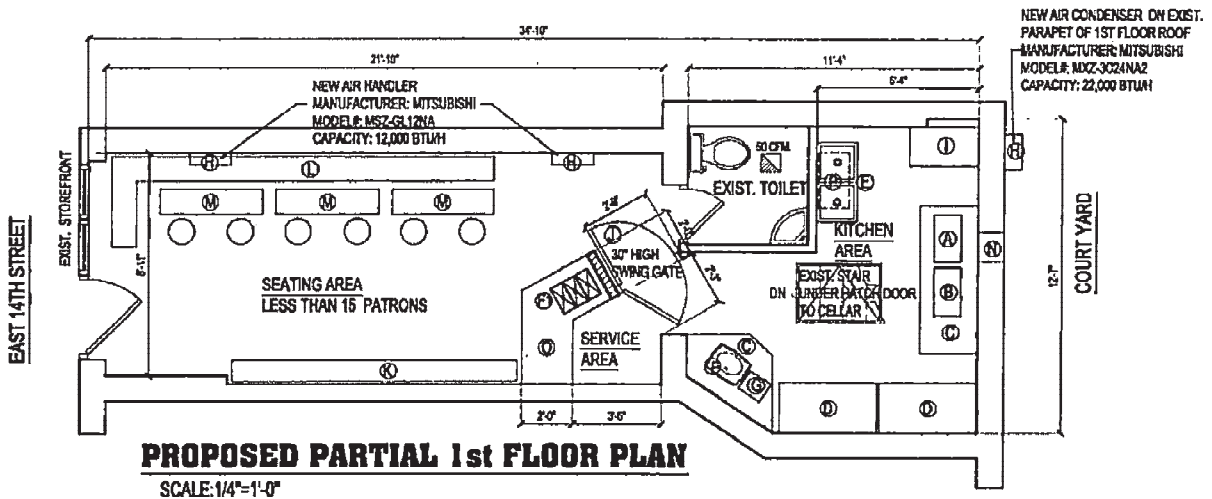 NEW AIR CONDENSER ON EXIST.
PARAPET OF 1ST FLOOR ROOF
MANUFACTURER: MITSUBISHI
MODEL#: MXZ-3C24NA2
CAPACITY: 22,000 BTU/H
34'-10"
21'-10"
11'-4"
6'-4"
NEW AIR HANDLER
MANUFACTURER: MITSUBISHI
MODEL#: MSZ-GL12NA
CAPACITY: 12,000 BTU/H
H
H
H
L
M
M
M
50 CFM.
EXIST. TOILET
P
E
I
KITCHEN
AREA
A
B
C
N
EXIST. STOREFRONT
EAST 14TH STREET
COURT YARD
12'-7"
J
30" HIGH
SWING GATE
EXIST. STAIR
DN UNDER HATCH DOOR
TO CELLAR
SEATING AREA
LESS THAN 15 PATRONS
F
O
SERVICE
AREA
K
C
G
D
D
2'-0"
3'-6"
PROPOSED PARTIAL 1st FLOOR PLAN
SCALE:1/4"=1'-0"